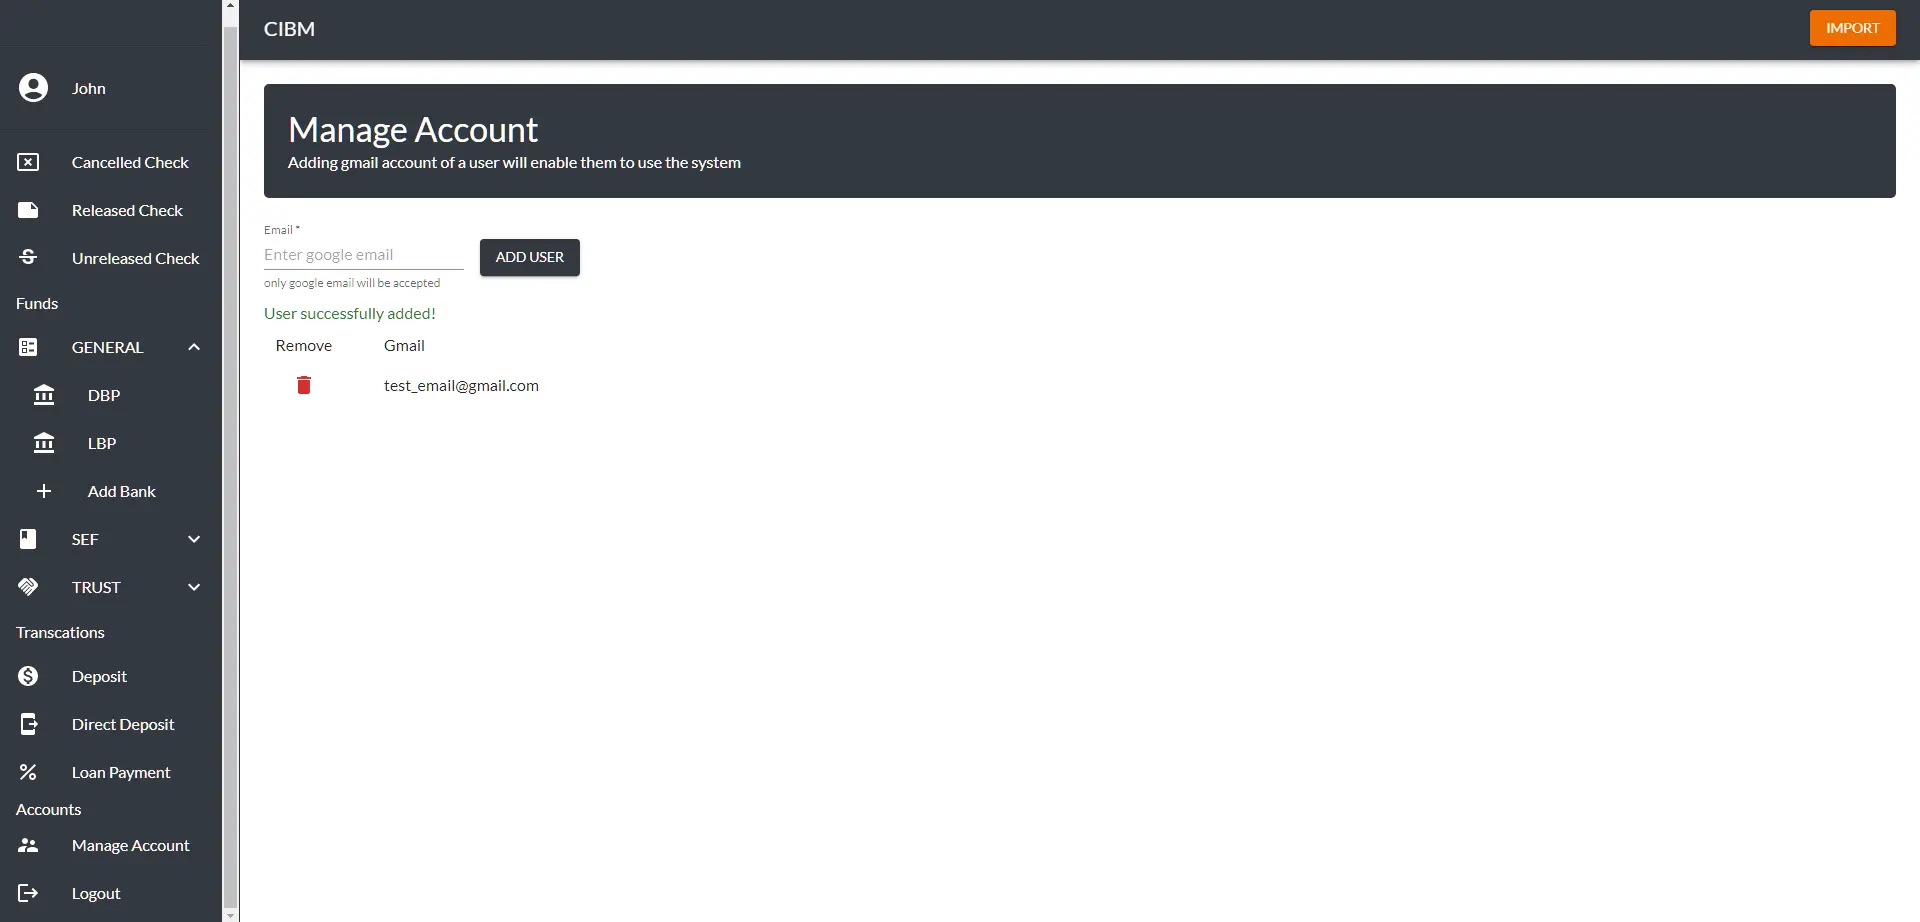 CIBM
IMPORT
John
Cancelled Check
Released Check
Unreleased Check
Funds
GENERAL
DBP
LBP
Add Bank
SEF
TRUST
Transcations
Deposit
Direct Deposit
Loan Payment
Accounts
Manage Account
Logout
Manage Account
Adding gmail account of a user will enable them to use the system
Email *
Enter google email
ADD USER
only google email will be accepted
User successfully added!
Remove Gmail
test_email@gmail.com